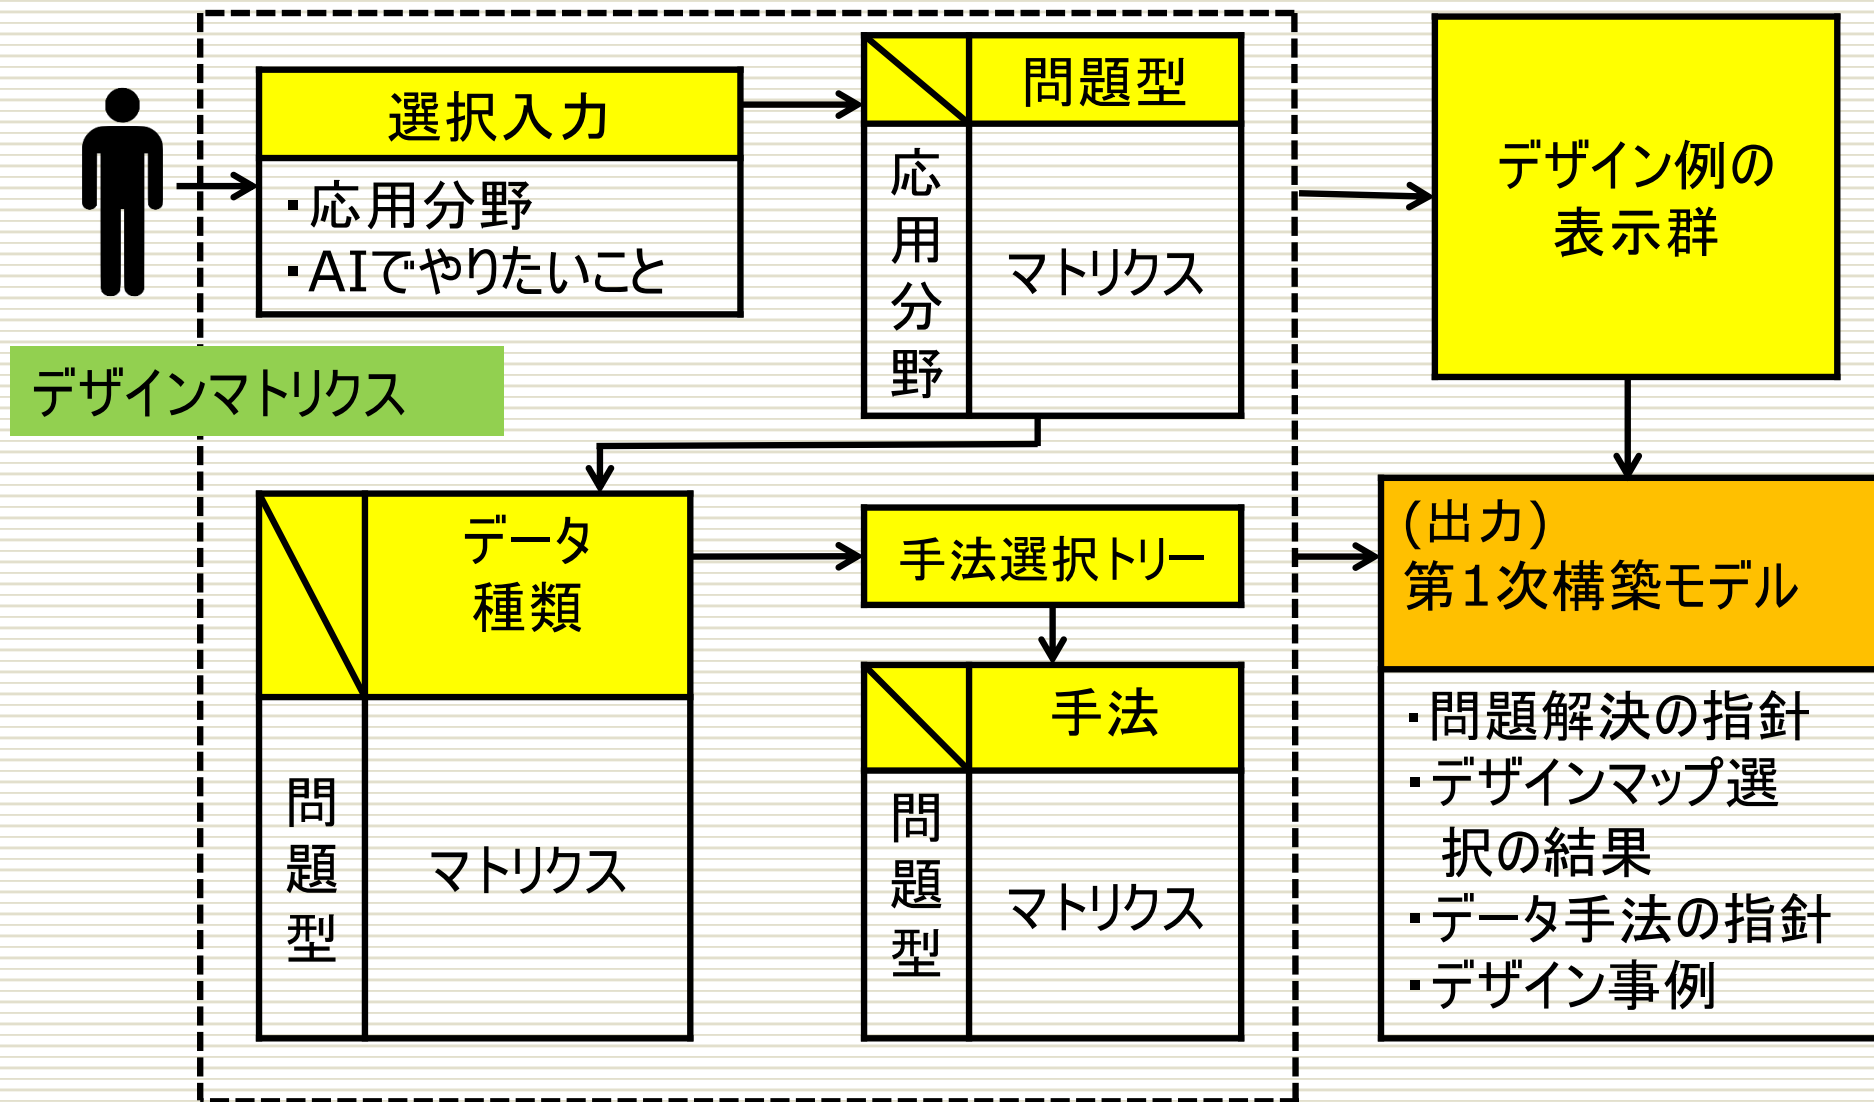 選択入力
・応用分野
・AIでやりたいこと
問題型
応用分野
マトリクス
デザイン例の
表示群
デザインマトリクス
データ
種類
問題型
マトリクス
手法選択トリー
手法
問題型
マトリクス
(出力)
第1次構築モデル
・問題解決の指針
・デザインマップ選
択の結果
・データ手法の指針
・デザイン事例